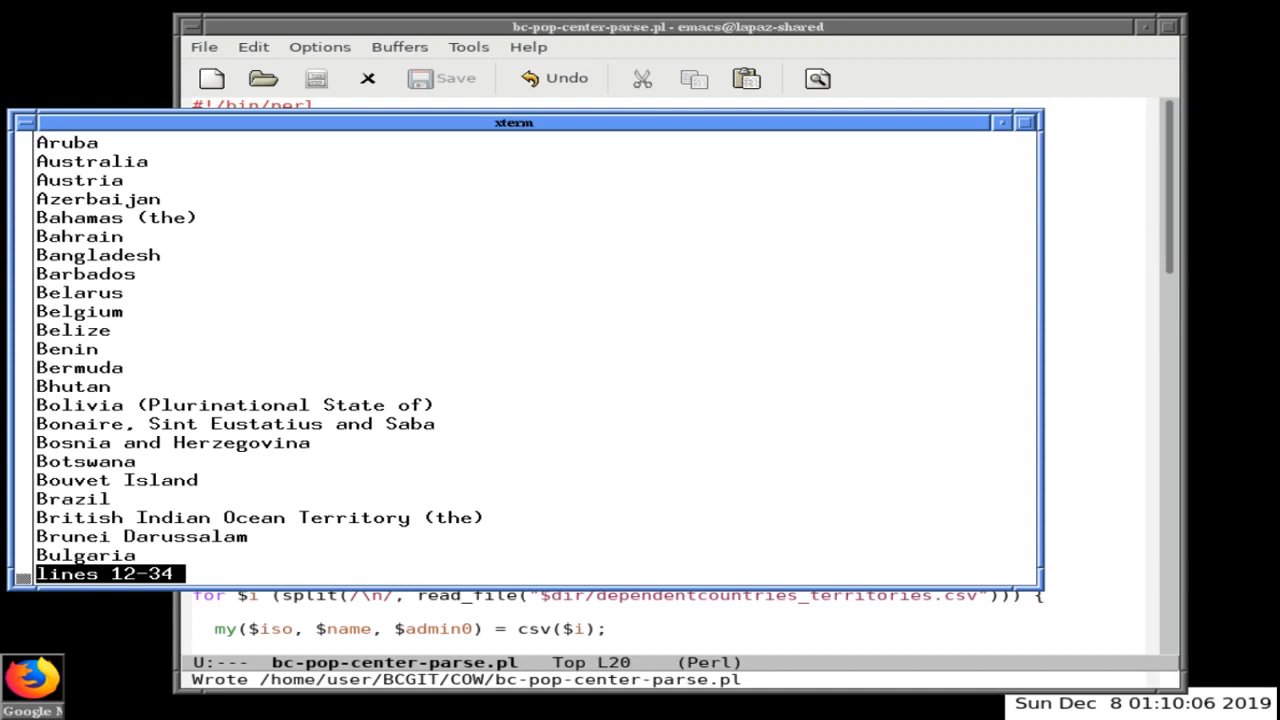 bc-pop-center-parse.pl - emacs@lapaz-shared
File Edit Options Buffers Tools Help
Save Undo
#!/bin/perl
xterm
Aruba
Australia
Austria
Azerbaijan
Bahamas (the)
Bahrain
Bangladesh
Barbados
Belarus
Belgium
Belize
Benin
Bermuda
Bhutan
Bolivia (Plurinational State of)
Bonaire, Sint Eustatius and Saba
Bosnia and Herzegovina
Botswana
Bouvet Island
Brazil
British Indian Ocean Territory (the)
Brunei Darussalam
Bulgaria
lines 12-34
for $i (split(/\n/, read_file("$dir/dependentcountries_territories.csv"))) {
my($iso, $name, $admin0) = csv($i);
U:--- bc-pop-center-parse.pl Top L20 (Perl)
Wrote /home/user/BCGIT/COW/bc-pop-center-parse.pl
Google M
Sun Dec 8 01:10:06 2019